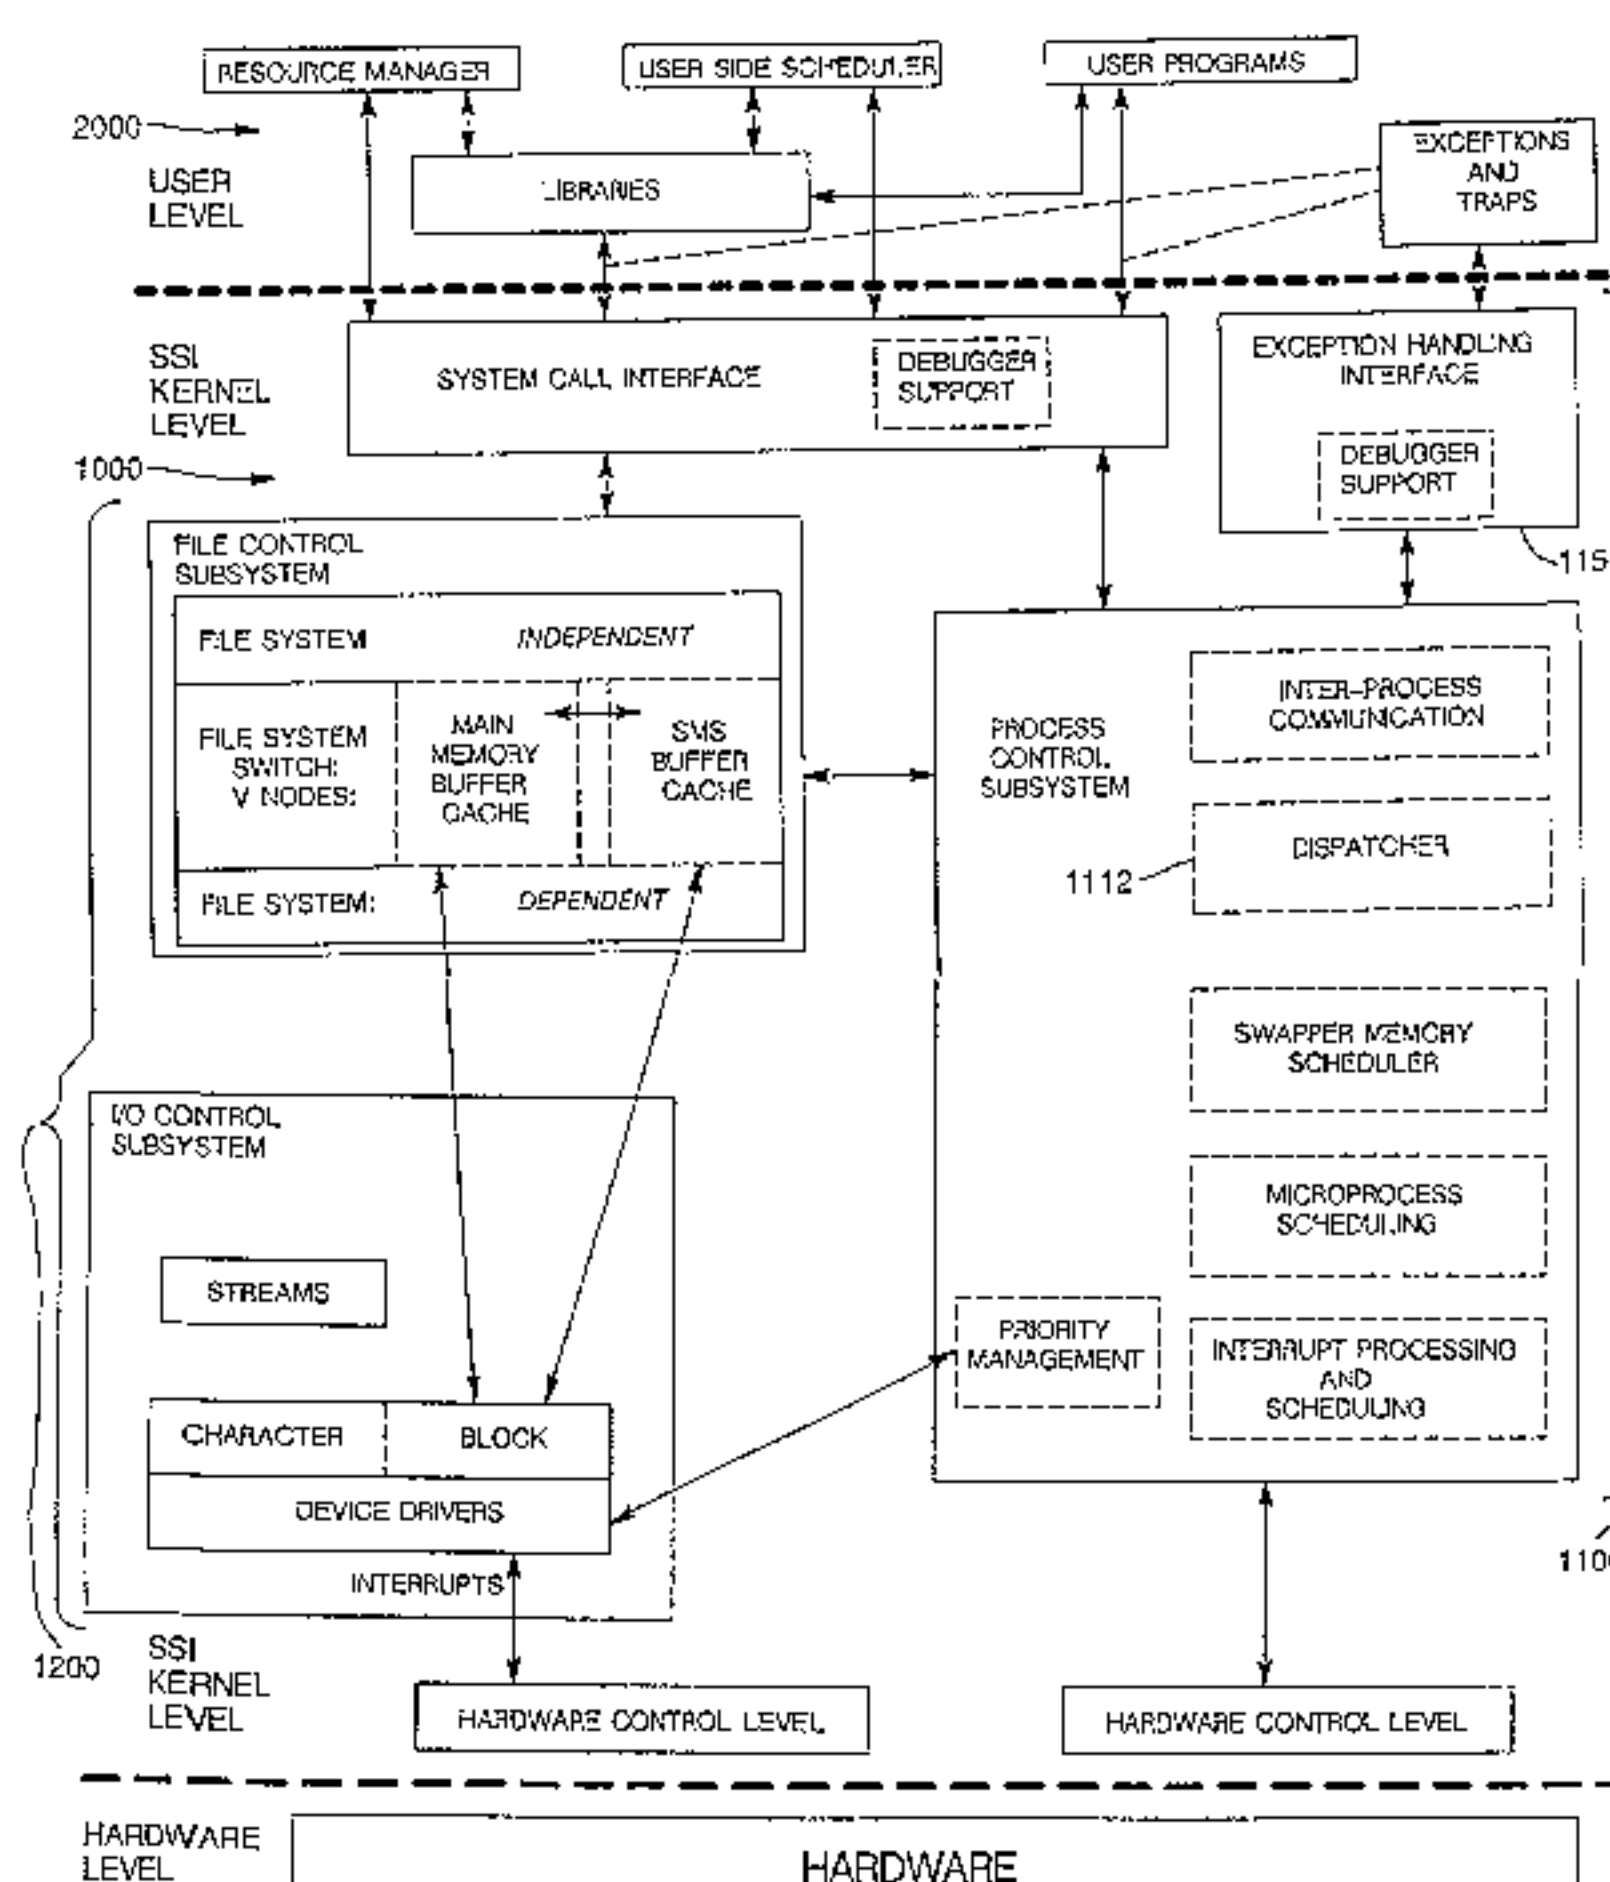 RESOURCE MANAGER
USER SIDE SCHEDULER
USER PROGRAMS
2000
USER
LEVEL
LIBRARIES
EXCEPTIONS
AND
TRAPS
SSI
KERNEL
LEVEL
SYSTEM CALL INTERFACE
DEBUGGER
SUPPORT
EXCEPTION HANDLING
INTERFACE
DEBUGGER
SUPPORT
1000
115
FILE CONTROL
SUBSYSTEM
FILE SYSTEM
INDEPENDENT
FILE SYSTEM
SWITCH:
V NODES:
MAIN
MEMORY
BUFFER
CACHE
SMS
BUFFER
CACHE
FILE SYSTEM:
DEPENDENT
PROCESS
CONTROL
SUBSYSTEM
INTER-PROCESS
COMMUNICATION
DISPATCHER
1112
SWAPPER MEMORY
SCHEDULER
MICROPROCESS
SCHEDULING
PRIORITY
MANAGEMENT
INTERRUPT PROCESSING
AND
SCHEDULING
I/O CONTROL
SUBSYSTEM
STREAMS
CHARACTER
BLOCK
DEVICE DRIVERS
INTERRUPTS
110
1200
SSI
KERNEL
LEVEL
HARDWARE CONTROL LEVEL
HARDWARE CONTROL LEVEL
HARDWARE
LEVEL
HARDWARE